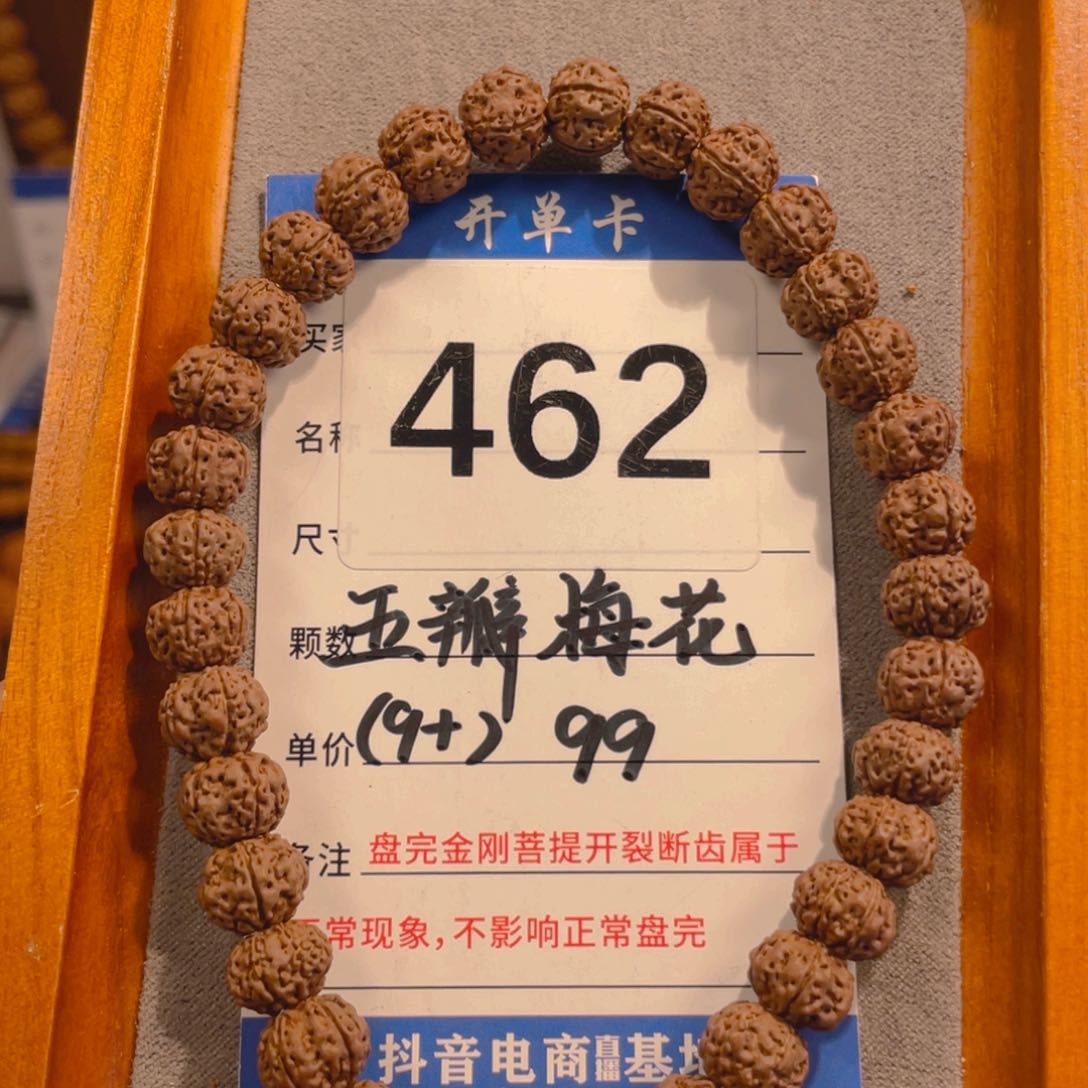 开单卡
买家
462
名称
尺寸
颗数 五瓣梅花
单价 (9+) 99
备注 盘完金刚菩提开裂断齿属于
正常现象,不影响正常盘完
抖音电商直播基地